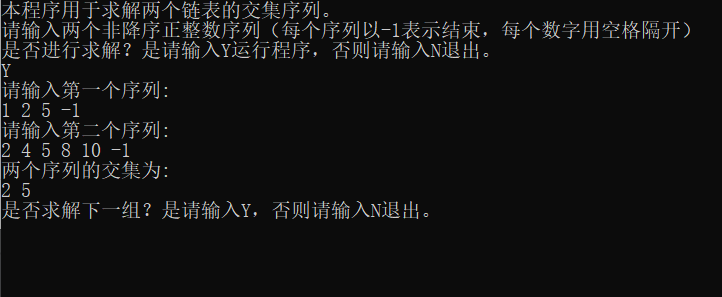 本程序用于求解两个链表的交集序列。
请输入两个非降序正整数序列（每个序列以-1表示结束，每个数字用空格隔开）
是否进行求解？是请输入Y运行程序，否则请输入N退出。
Y
请输入第一个序列:
1 2 5 -1
请输入第二个序列:
2 4 5 8 10 -1
两个序列的交集为:
2 5
是否求解下一组？是请输入Y，否则请输入N退出。